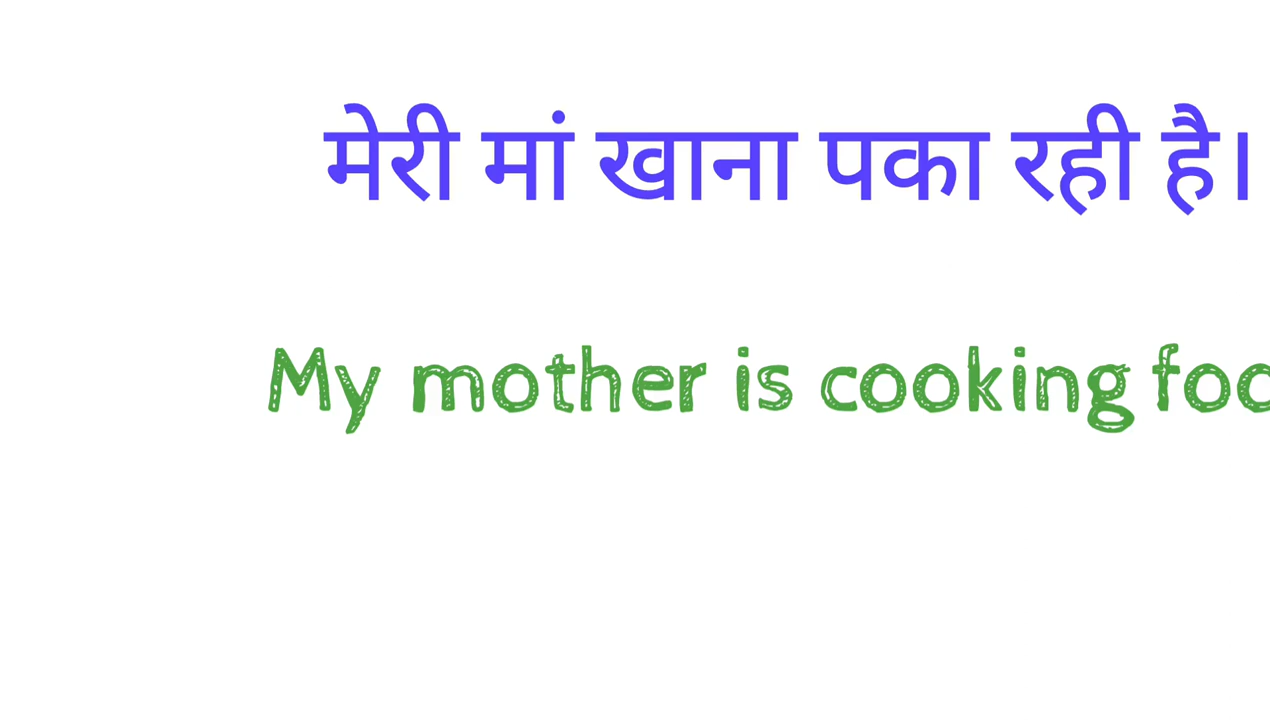 मेरी मां खाना पका रही है।
My mother is cooking